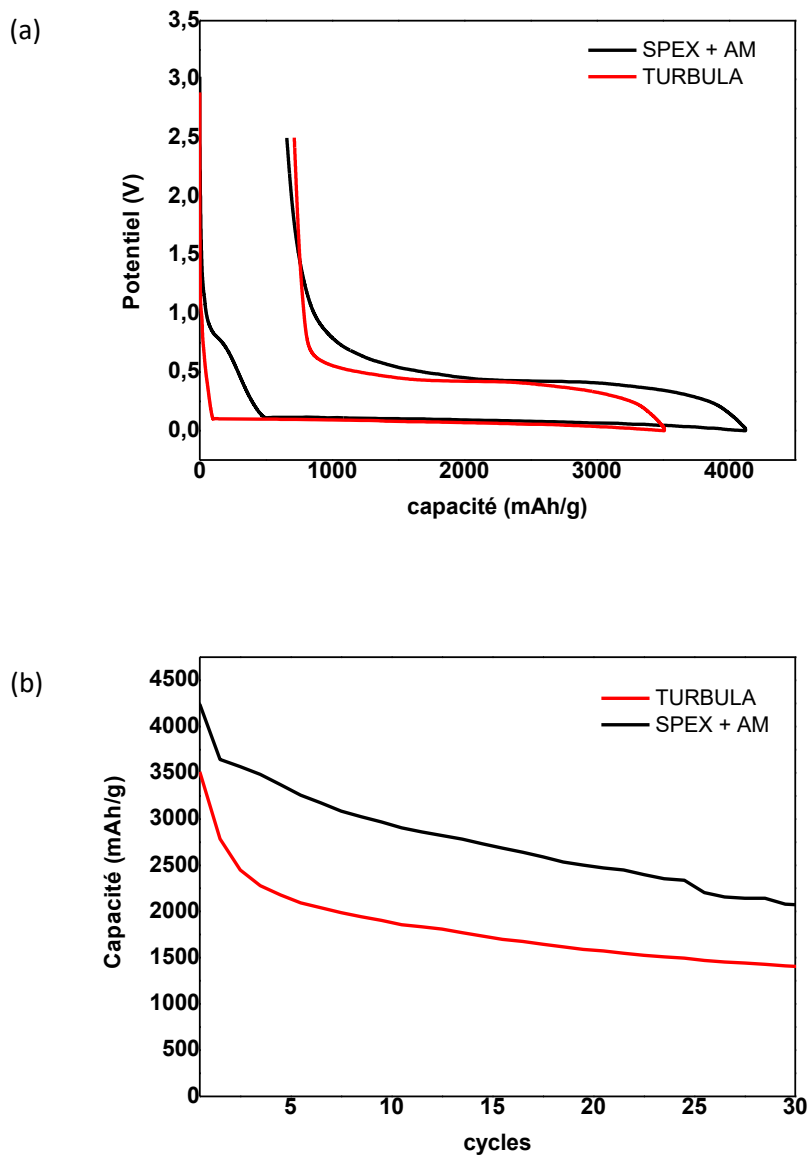 (a)
3,5
3,0
2,5
2,0
1,5
1,0
0,5
0,0
Potentiel (V)
SPEX + AM
TURBULA
0 1000 2000 3000 4000
capacité (mAh/g)
(b)
4500
4000
3500
3000
2500
2000
1500
1000
500
0
Capacité (mAh/g)
TURBULA
SPEX + AM
5 10 15 20 25 30
cycles